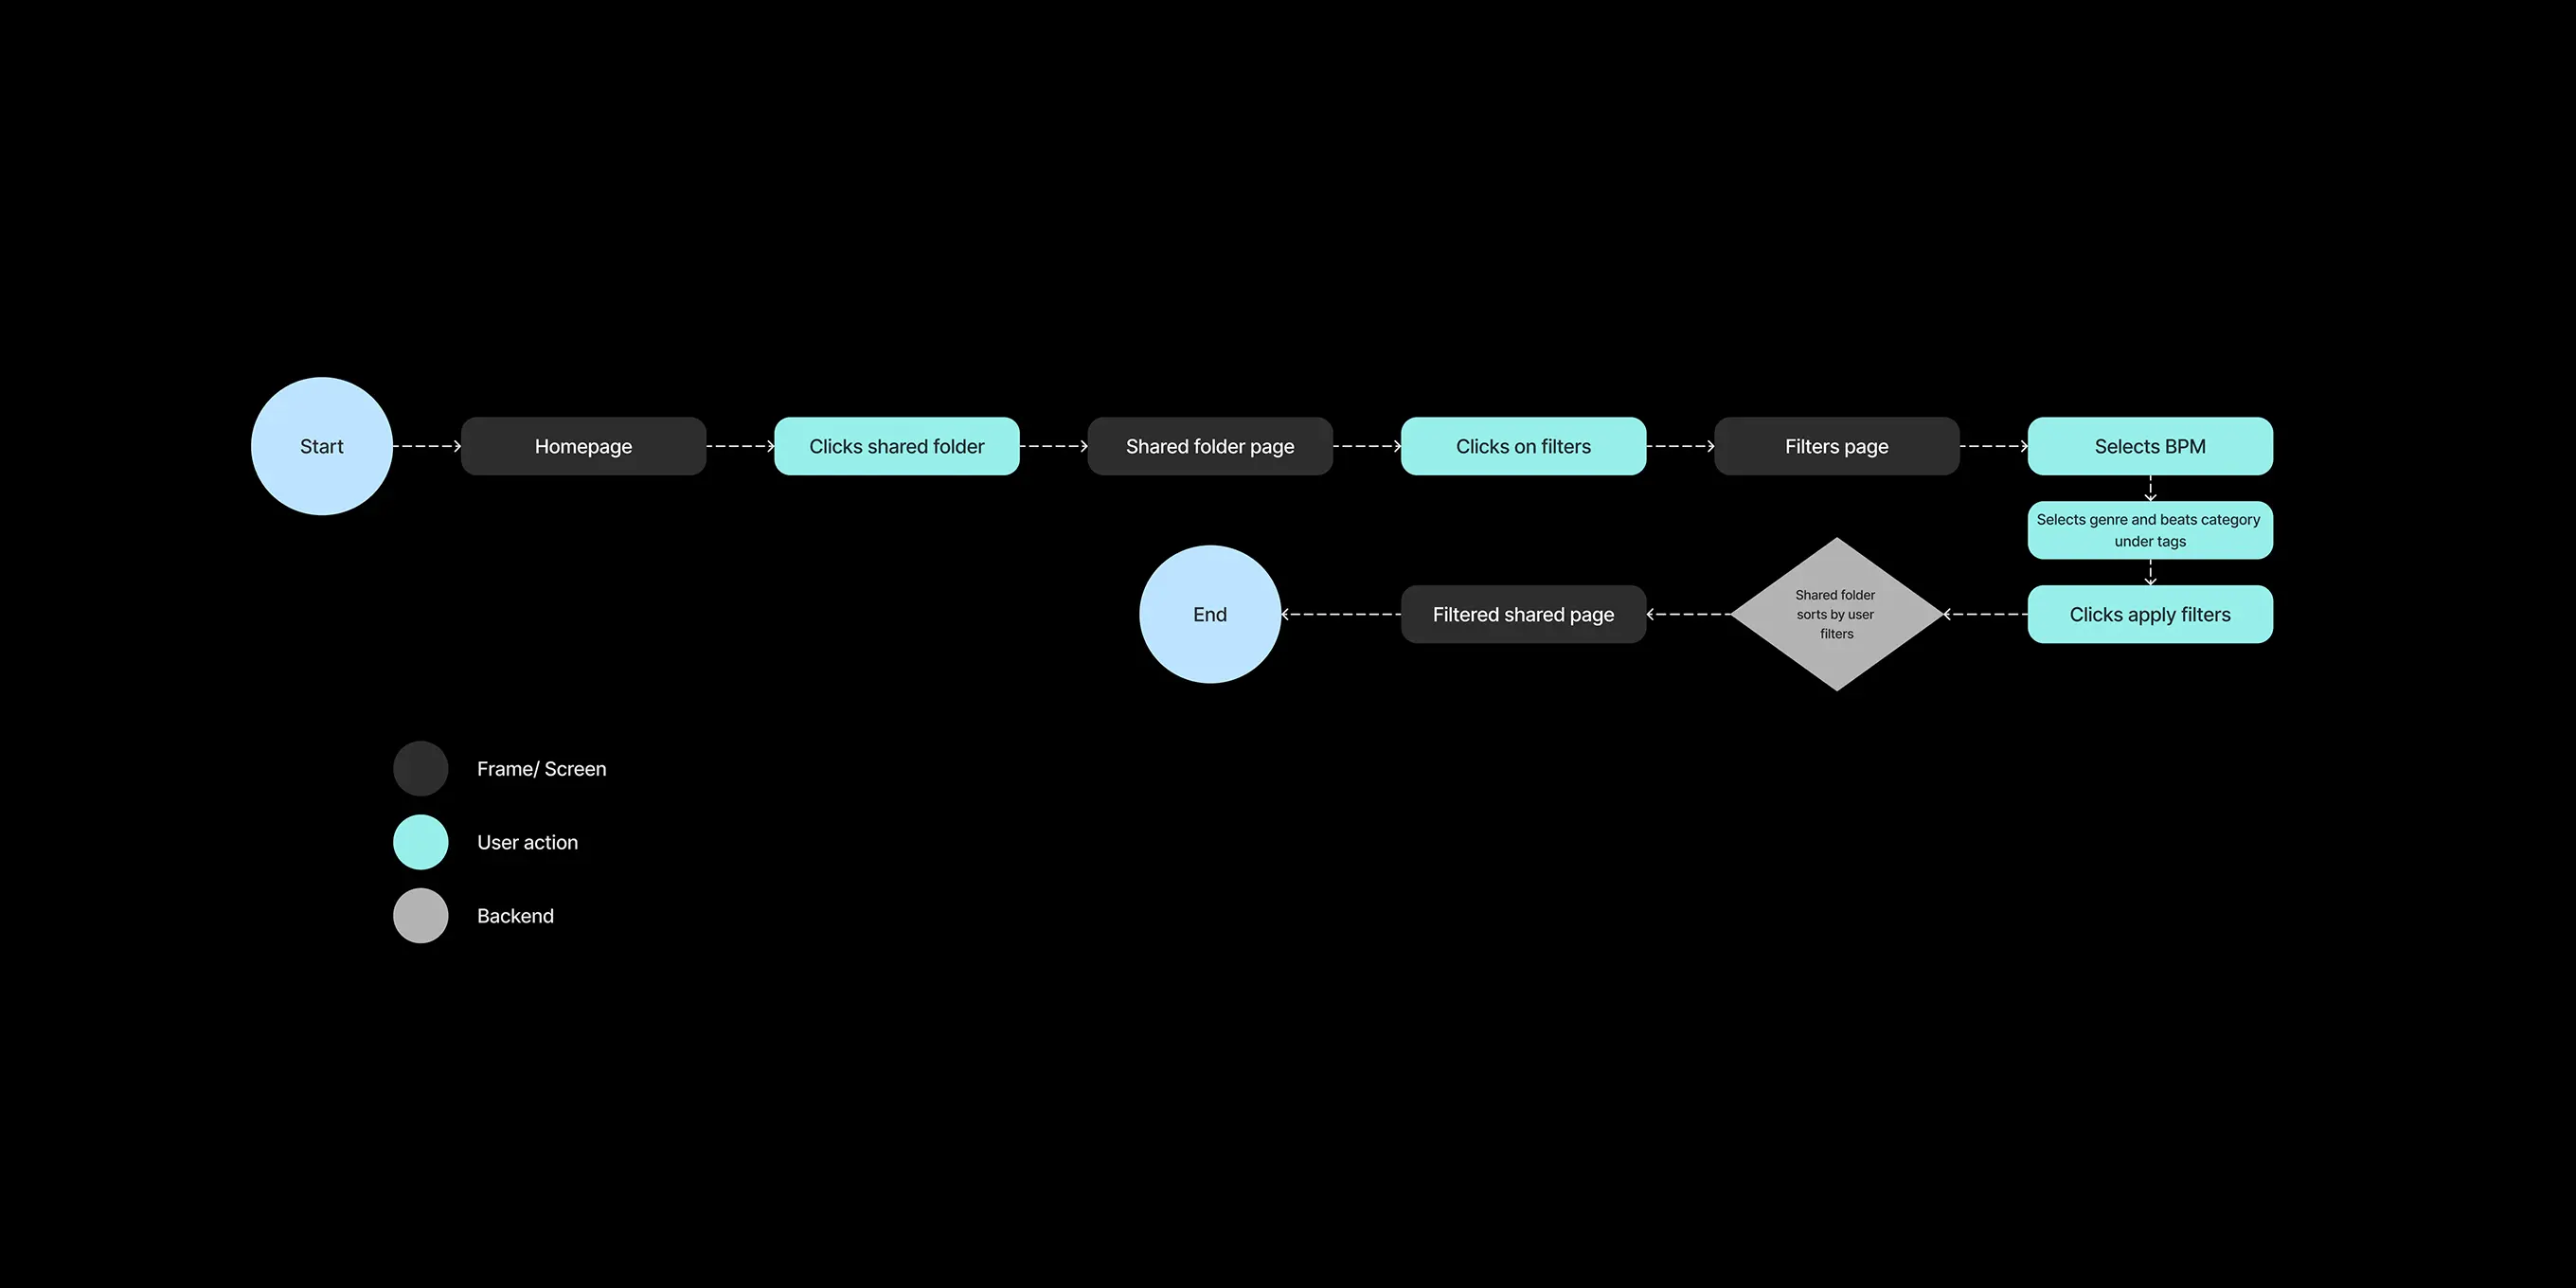 Start
Homepage
Clicks shared folder
Shared folder page
Clicks on filters
Filters page
Selects BPM
Selects genre and beats category
under tags
Clicks apply filters
Shared folder
sorts by user
filters
Filtered shared page
End
Frame/ Screen
User action
Backend